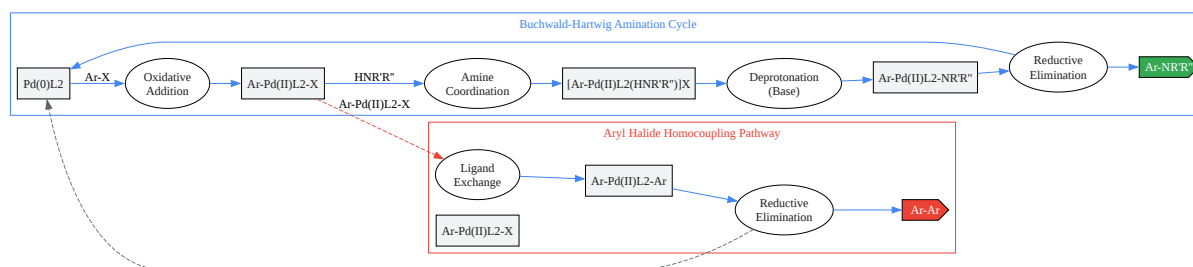 Buchwald-Hartwig Amination Cycle
Pd(0)L2
Ar-X
Oxidative
Addition
Ar-Pd(II)L2-X
HNR'R"
Amine
Coordination
[Ar-Pd(II)L2(HNR'R")]X
Deprotonation
(Base)
Ar-Pd(II)L2-NR'R"
Reductive
Elimination
Ar-NR'R"
Ar-Pd(II)L2-X
Aryl Halide Homocoupling Pathway
Ligand
Exchange
Ar-Pd(II)L2-Ar
Reductive
Elimination
Ar-Ar
Ar-Pd(II)L2-X